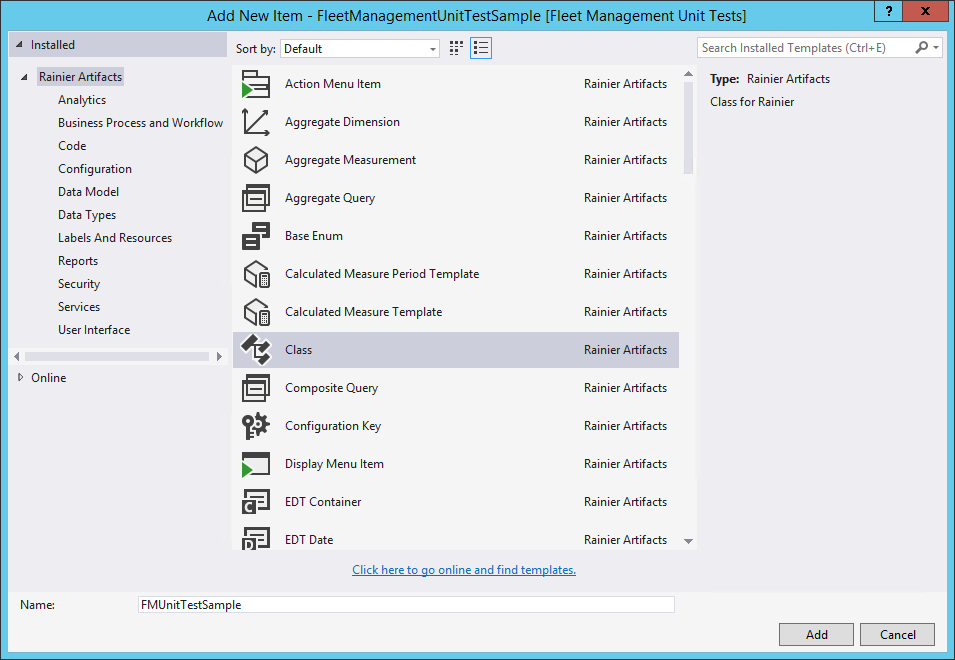 Add New Item - FleetManagementUnitTestSample [Fleet Management Unit Tests]
? x
Installed
Sort by: Default
Search Installed Templates (Ctrl+E)
Rainier Artifacts
Analytics
Business Process and Workflow
Code
Configuration
Data Model
Data Types
Labels And Resources
Reports
Security
Services
User Interface
Online
Action Menu Item Rainier Artifacts
Aggregate Dimension Rainier Artifacts
Aggregate Measurement Rainier Artifacts
Aggregate Query Rainier Artifacts
Base Enum Rainier Artifacts
Calculated Measure Period Template Rainier Artifacts
Calculated Measure Template Rainier Artifacts
Class Rainier Artifacts
Composite Query Rainier Artifacts
Configuration Key Rainier Artifacts
Display Menu Item Rainier Artifacts
C
EDT Container Rainier Artifacts
D
EDT Date Rainier Artifacts
Type: Rainier Artifacts
Class for Rainier
Click here to go online and find templates.
Name: FMUnitTestSample
Add Cancel